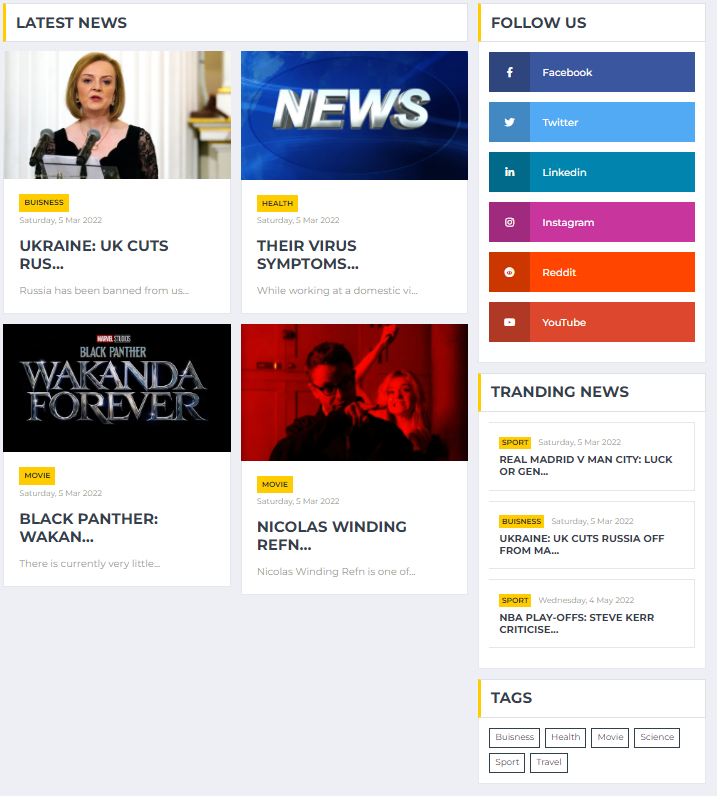 LATEST NEWS
BUISNESS
Saturday, 5 Mar 2022
UKRAINE: UK CUTS
RUS...
Russia has been banned from us...
NEWS
HEALTH
Saturday, 5 Mar 2022
THEIR VIRUS
SYMPTOMS...
While working at a domestic vi...
MARVEL STUDIOS
BLACK PANTHER
WAKANDA
FOREVER
MOVIE
Saturday, 5 Mar 2022
BLACK PANTHER:
WAKAN...
There is currently very little...
MOVIE
Saturday, 5 Mar 2022
NICOLAS WINDING
REFN...
Nicolas Winding Refn is one of...
FOLLOW US
Facebook
Twitter
Linkedin
Instagram
Reddit
YouTube
TRANDING NEWS
SPORT Saturday, 5 Mar 2022
REAL MADRID V MAN CITY: LUCK
OR GEN...
BUISNESS Saturday, 5 Mar 2022
UKRAINE: UK CUTS RUSSIA OFF
FROM MA...
SPORT Wednesday, 4 May 2022
NBA PLAY-OFFS: STEVE KERR
CRITICISE...
TAGS
Buisness Health Movie Science
Sport Travel